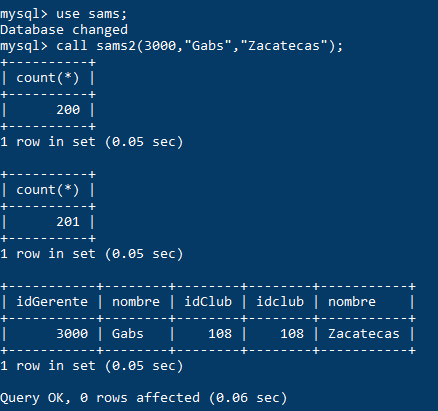 mysql> use sams;
Database changed
mysql> call sams2(3000,"Gabs","Zacatecas");
+----------+
| count(*) |
+----------+
|      200 |
+----------+
1 row in set (0.05 sec)

+----------+
| count(*) |
+----------+
|      201 |
+----------+
1 row in set (0.05 sec)

+-----------+--------+--------+--------+-----------+
| idGerente | nombre | idClub | idclub | nombre    |
+-----------+--------+--------+--------+-----------+
|      3000 | Gabs   |    108 |    108 | Zacatecas |
+-----------+--------+--------+--------+-----------+
1 row in set (0.05 sec)

Query OK, 0 rows affected (0.06 sec)